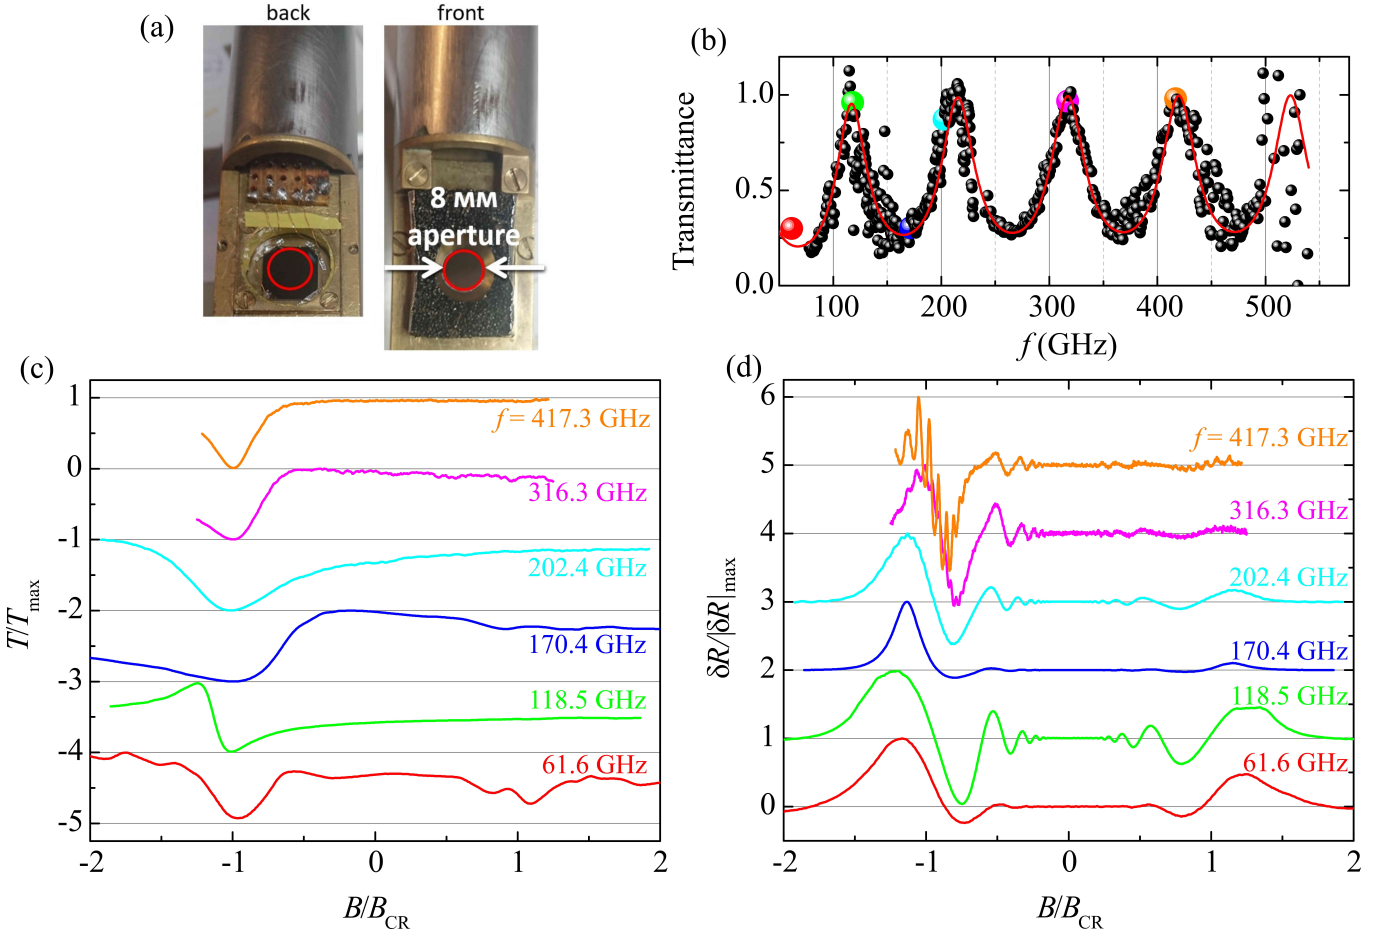 (a)
back
front
8 мм
aperture
(b)
Transmittance
1.0
0.5
0.0
100
200
300
400
500
f (GHz)
(c)
T/Tmax
1
0
-1
-2
-3
-4
-5
f = 417.3 GHz
316.3 GHz
202.4 GHz
170.4 GHz
118.5 GHz
61.6 GHz
-2
-1
0
1
2
B/BCR
(d)
δR/|δR|max
6
5
4
3
2
1
0
f = 417.3 GHz
316.3 GHz
202.4 GHz
170.4 GHz
118.5 GHz
61.6 GHz
-2
-1
0
1
2
B/BCR